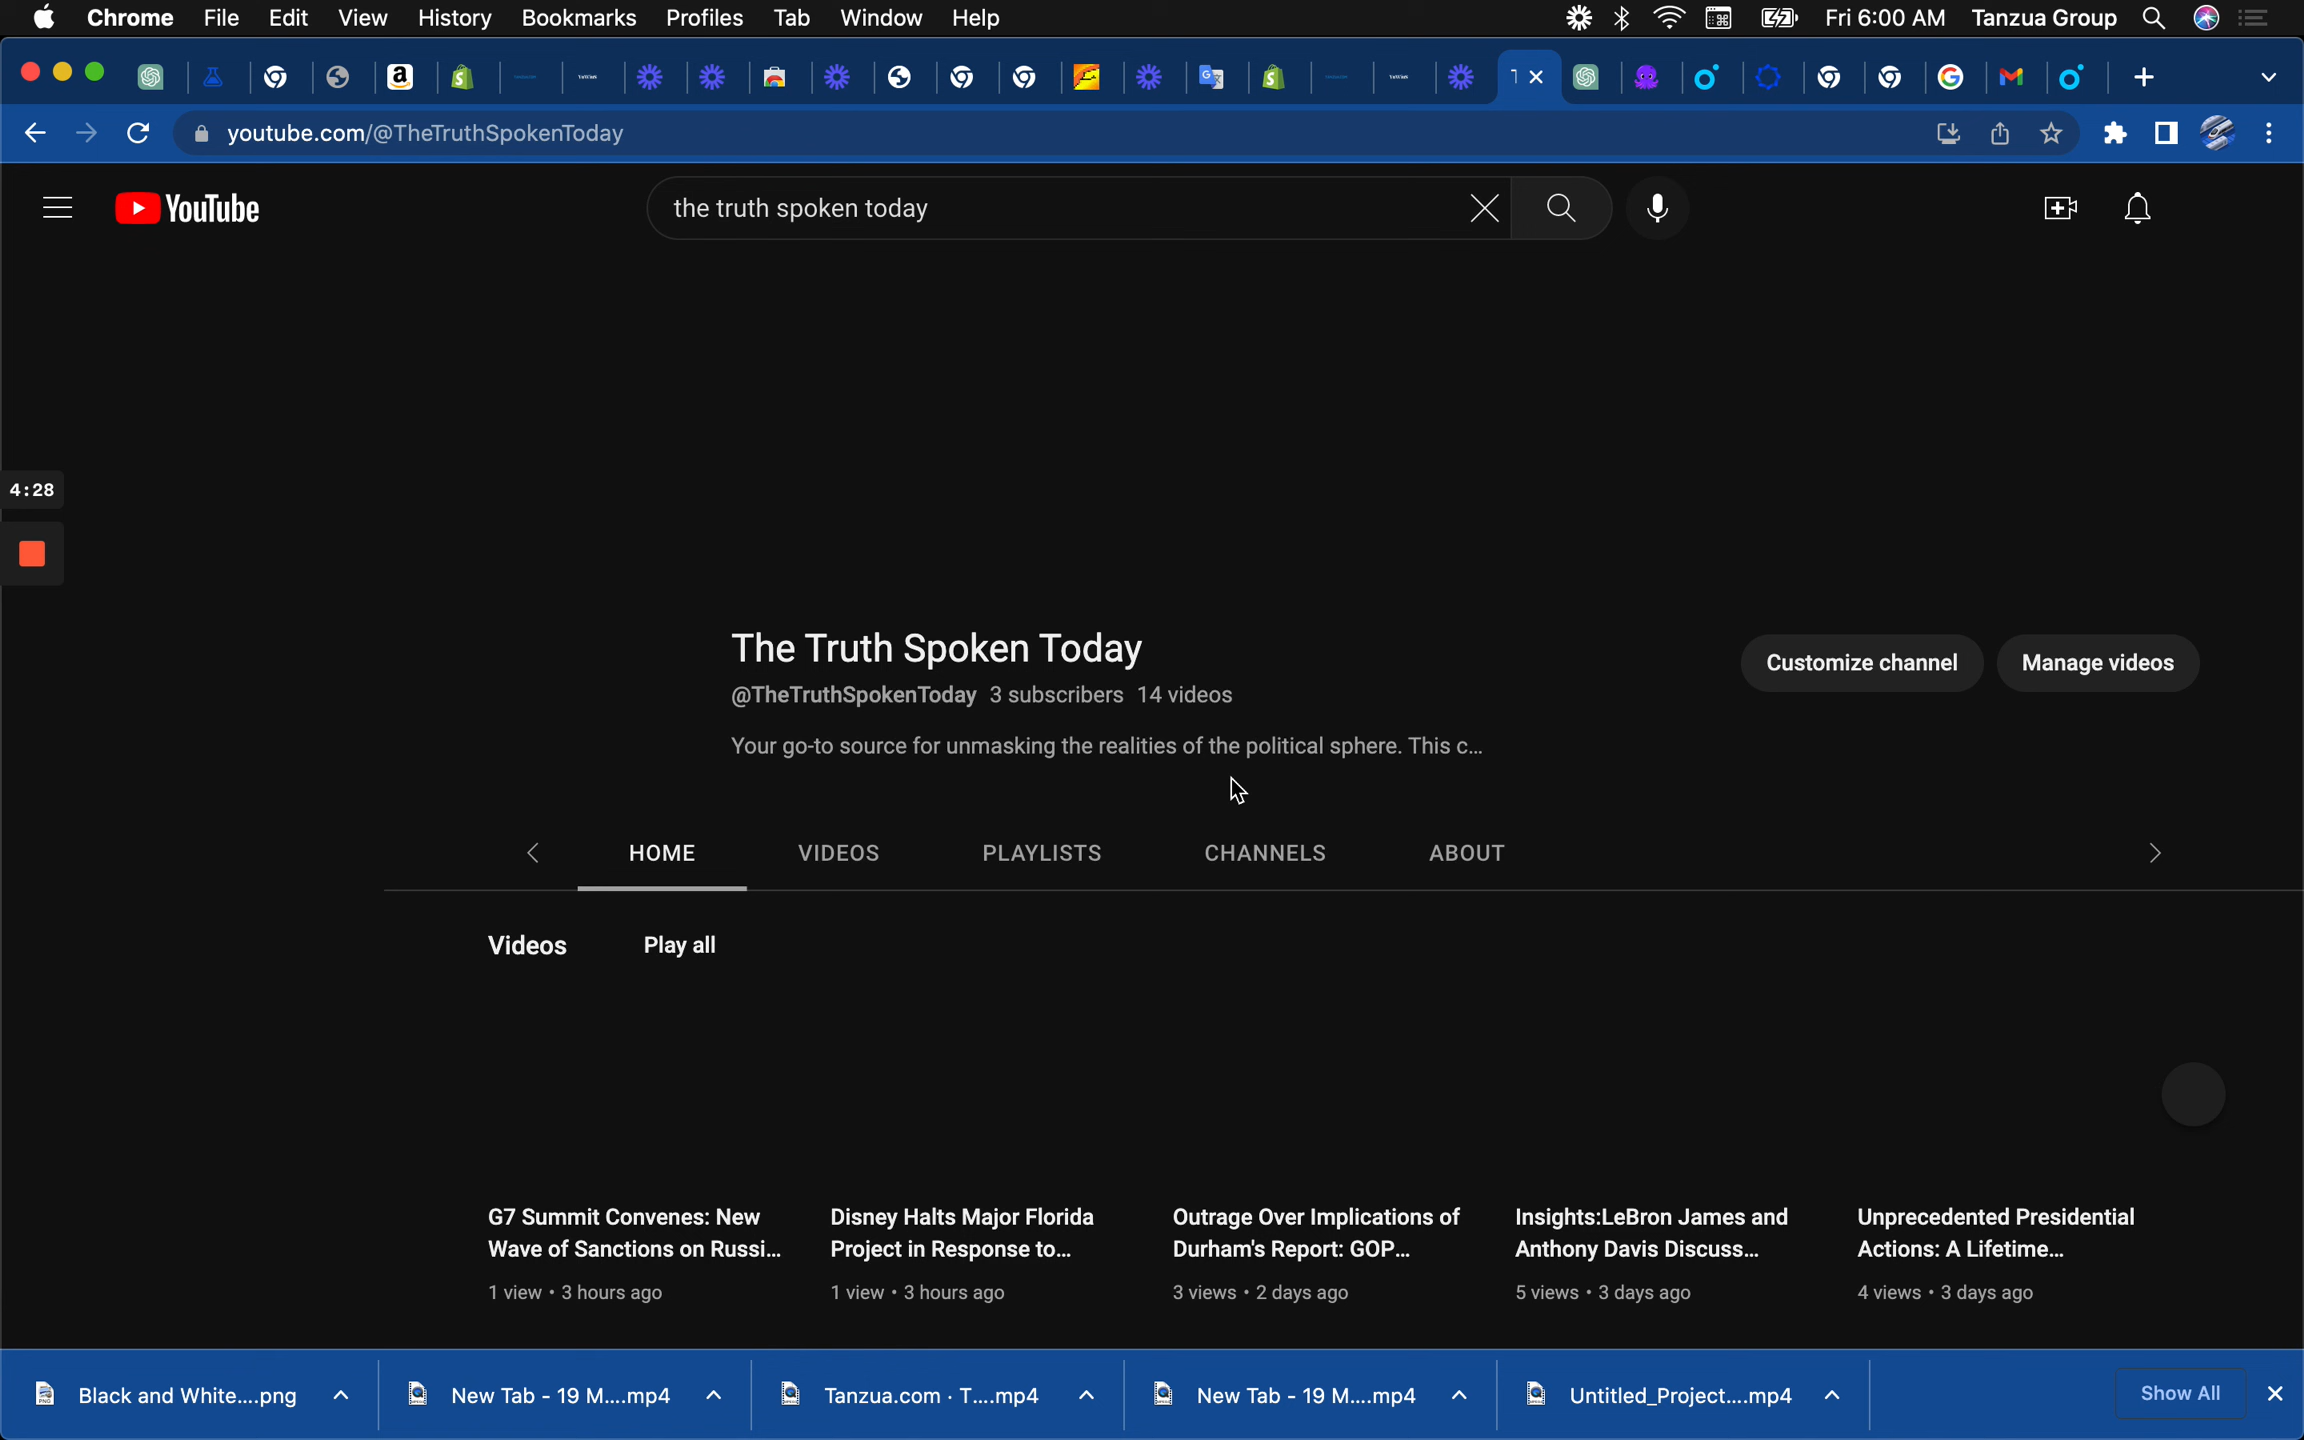 Chrome File Edit View History Bookmarks Profiles Tab Window Help Fri 6:00 AM Tanzua Group
youtube.com/@TheTruthSpokenToday
YouTube
the truth spoken today
4:28
The Truth Spoken Today
Customize channel
Manage videos
@TheTruthSpokenToday 3 subscribers 14 videos
Your go-to source for unmasking the realities of the political sphere. This c...
HOME VIDEOS PLAYLISTS CHANNELS ABOUT
Videos Play all
G7 Summit Convenes: New
Wave of Sanctions on Russi...
1 view • 3 hours ago
Disney Halts Major Florida
Project in Response to...
1 view • 3 hours ago
Outrage Over Implications of
Durham's Report: GOP...
3 views • 2 days ago
Insights:LeBron James and
Anthony Davis Discuss...
5 views • 3 days ago
Unprecedented Presidential
Actions: A Lifetime...
4 views • 3 days ago
Black and White....png
New Tab - 19 M....mp4
Tanzua.com · T....mp4
New Tab - 19 M....mp4
Untitled_Project....mp4
Show All